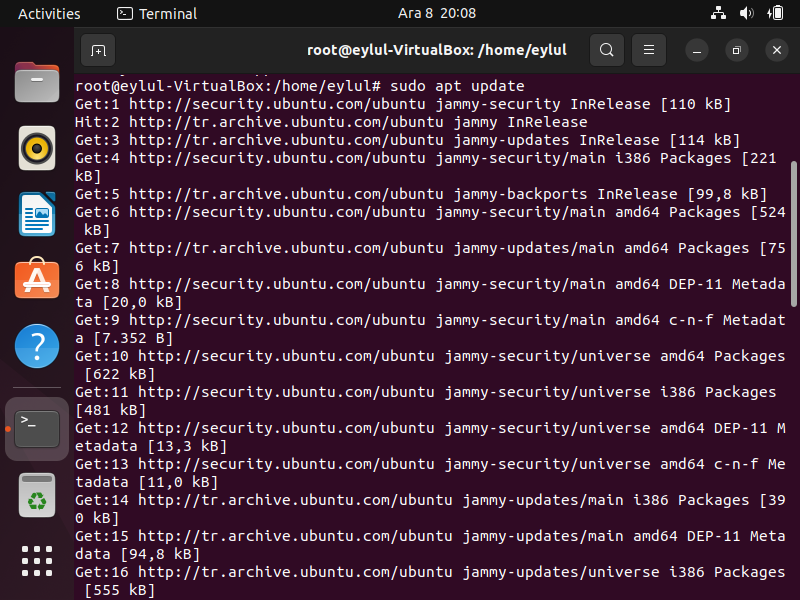 Activities Terminal Ara 8 20:08
root@eylul-VirtualBox: /home/eylul
root@eylul-VirtualBox:/home/eylul# sudo apt update
Get:1 http://security.ubuntu.com/ubuntu jammy-security InRelease [110 kB]
Hit:2 http://tr.archive.ubuntu.com/ubuntu jammy InRelease
Get:3 http://tr.archive.ubuntu.com/ubuntu jammy-updates InRelease [114 kB]
Get:4 http://security.ubuntu.com/ubuntu jammy-security/main i386 Packages [221
kB]
Get:5 http://tr.archive.ubuntu.com/ubuntu jammy-backports InRelease [99,8 kB]
Get:6 http://security.ubuntu.com/ubuntu jammy-security/main amd64 Packages [524
kB]
Get:7 http://tr.archive.ubuntu.com/ubuntu jammy-updates/main amd64 Packages [75
6 kB]
Get:8 http://security.ubuntu.com/ubuntu jammy-security/main amd64 DEP-11 Metada
ta [20,0 kB]
Get:9 http://security.ubuntu.com/ubuntu jammy-security/main amd64 c-n-f Metadat
a [7.352 B]
Get:10 http://security.ubuntu.com/ubuntu jammy-security/universe amd64 Packages
[622 kB]
Get:11 http://security.ubuntu.com/ubuntu jammy-security/universe i386 Packages
[481 kB]
Get:12 http://security.ubuntu.com/ubuntu jammy-security/universe amd64 DEP-11 M
etadata [13,3 kB]
Get:13 http://security.ubuntu.com/ubuntu jammy-security/universe amd64 c-n-f Me
tadata [11,0 kB]
Get:14 http://tr.archive.ubuntu.com/ubuntu jammy-updates/main i386 Packages [39
0 kB]
Get:15 http://tr.archive.ubuntu.com/ubuntu jammy-updates/main amd64 DEP-11 Meta
data [94,8 kB]
Get:16 http://tr.archive.ubuntu.com/ubuntu jammy-updates/universe i386 Packages
[555 kB]